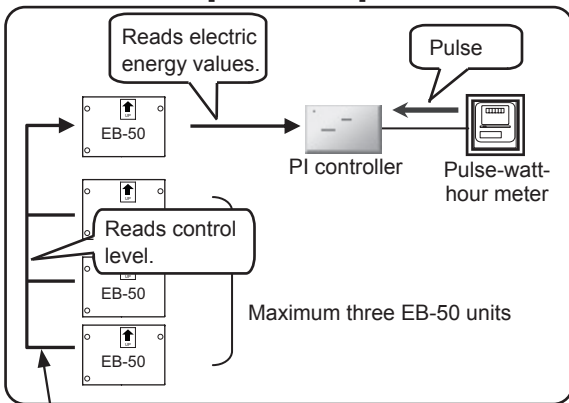 Reads electric
energy values.
Pulse
EB-50
PI controller
Pulse-watt-
hour meter
Reads control
level.
EB-50
Maximum three EB-50 units
EB-50